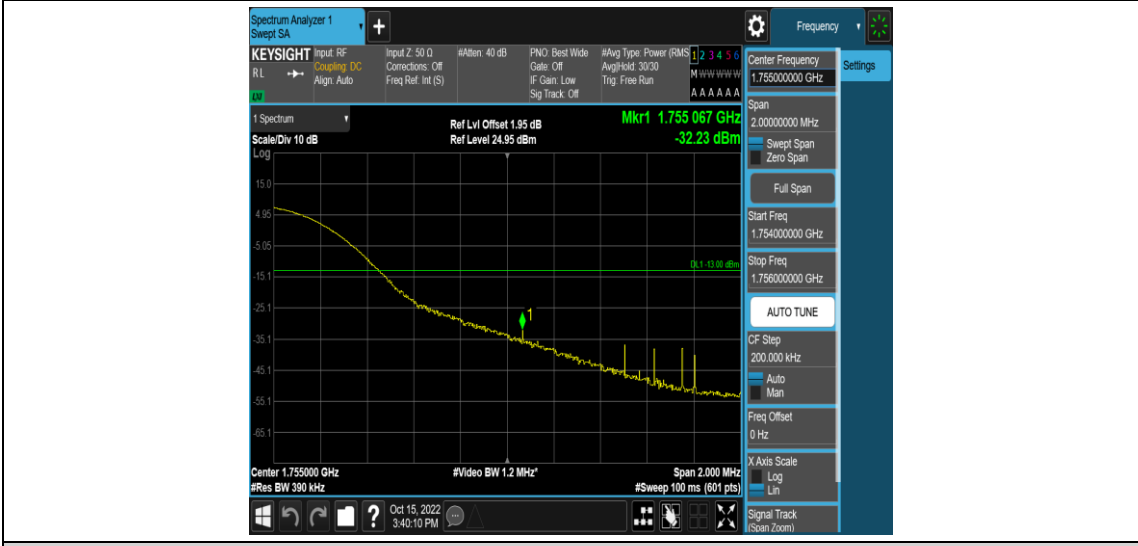 Spectrum Analyzer 1
Swept SA
+
Frequency
KEYSIGHT
RL
Input: RF
Coupling: DC
Align: Auto
Input Z: 50 Ω
Corrections: Off
Freq Ref: Int (S)
#Atten: 40 dB
PNO: Best Wide
Gate: Off
IF Gain: Low
Sig Track: Off
#Avg Type: Power (RMS
Avg|Hold: 30/30
Trig: Free Run
1 2 3 4 5 6
M W W W W W
A A A A A A
1 Spectrum
Scale/Div 10 dB
Log
Ref Lvl Offset 1.95 dB
Ref Level 24.95 dBm
Mkr1 1.755 067 GHz
-32.23 dBm
15.0
4.95
-5.05
DL1 -13.00 dBm
-15.1
-25.1
1
-35.1
-45.1
-55.1
-65.1
Center 1.755000 GHz
#Res BW 390 kHz
#Video BW 1.2 MHz*
Span 2.000 MHz
#Sweep 100 ms (601 pts)
Center Frequency
1.755000000 GHz
Settings
Span
2.00000000 MHz
Swept Span
Zero Span
Full Span
Start Freq
1.754000000 GHz
Stop Freq
1.756000000 GHz
AUTO TUNE
CF Step
200.000 kHz
Auto
Man
Freq Offset
0 Hz
X Axis Scale
Log
Lin
Signal Track
(Span Zoom)
?
Oct 15, 2022
3:40:10 PM